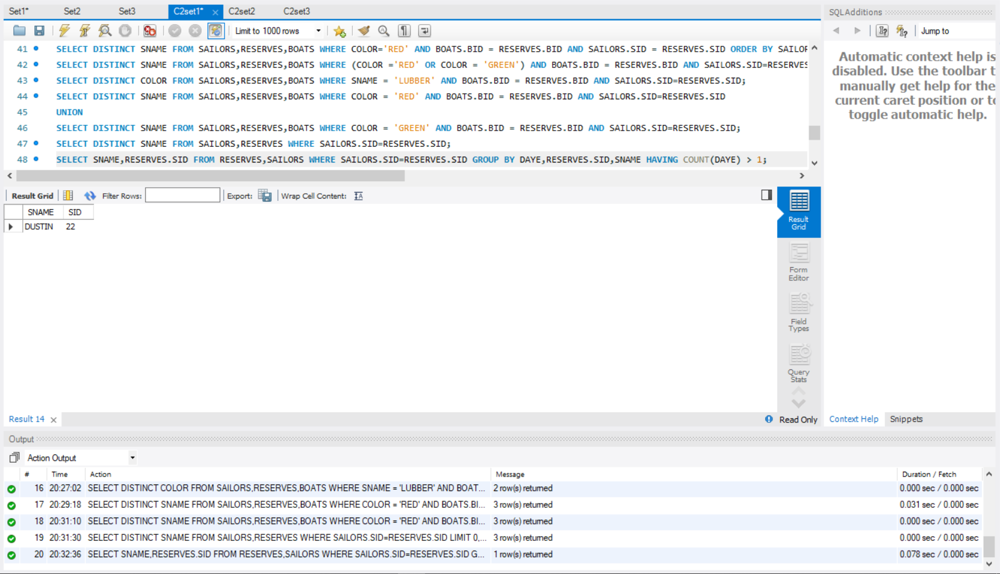 Set1* Set2 Set3 C2set1* × C2set2 C2set3
SQLAdditions
Limit to 1000 rows
Jump to
41 SELECT DISTINCT SNAME FROM SAILORS,RESERVES,BOATS WHERE COLOR='RED' AND BOATS.BID = RESERVES.BID AND SAILORS.SID = RESERVES.SID ORDER BY SAILOR
42 SELECT DISTINCT SNAME FROM SAILORS,RESERVES,BOATS WHERE (COLOR ='RED' OR COLOR = 'GREEN') AND BOATS.BID = RESERVES.BID AND SAILORS.SID=RESERVES
43 SELECT DISTINCT COLOR FROM SAILORS,RESERVES,BOATS WHERE SNAME = 'LUBBER' AND BOATS.BID = RESERVES.BID AND SAILORS.SID=RESERVES.SID;
44 SELECT DISTINCT SNAME FROM SAILORS,RESERVES,BOATS WHERE COLOR = 'RED' AND BOATS.BID = RESERVES.BID AND SAILORS.SID=RESERVES.SID
45 UNION
46 SELECT DISTINCT SNAME FROM SAILORS,RESERVES,BOATS WHERE COLOR = 'GREEN' AND BOATS.BID = RESERVES.BID AND SAILORS.SID=RESERVES.SID;
47 SELECT DISTINCT SNAME FROM SAILORS,RESERVES WHERE SAILORS.SID=RESERVES.SID;
48 SELECT SNAME,RESERVES.SID FROM RESERVES,SAILORS WHERE SAILORS.SID=RESERVES.SID GROUP BY DAYE,RESERVES.SID,SNAME HAVING COUNT(DAYE) > 1;
Automatic context help is
disabled. Use the toolbar t
manually get help for the
current caret position or to
toggle automatic help.
Result Grid Filter Rows: Export: Wrap Cell Content:
SNAME SID
DUSTIN 22
Result
Grid
Form
Editor
Field
Types
Query
Stats
Result 14 ×
Read Only
Context Help Snippets
Output
Action Output
# Time Action Message Duration / Fetch
16 20:27:02 SELECT DISTINCT COLOR FROM SAILORS,RESERVES,BOATS WHERE SNAME = 'LUBBER' AND BOAT... 2 row(s) returned 0.000 sec / 0.000 sec
17 20:29:18 SELECT DISTINCT SNAME FROM SAILORS,RESERVES,BOATS WHERE COLOR = 'RED' AND BOATS.BI... 3 row(s) returned 0.031 sec / 0.000 sec
18 20:31:10 SELECT DISTINCT SNAME FROM SAILORS,RESERVES,BOATS WHERE COLOR = 'RED' AND BOATS.BI... 3 row(s) returned 0.000 sec / 0.000 sec
19 20:31:30 SELECT DISTINCT SNAME FROM SAILORS,RESERVES WHERE SAILORS.SID=RESERVES.SID LIMIT 0,... 3 row(s) returned 0.000 sec / 0.000 sec
20 20:32:36 SELECT SNAME,RESERVES.SID FROM RESERVES,SAILORS WHERE SAILORS.SID=RESERVES.SID G... 1 row(s) returned 0.078 sec / 0.000 sec